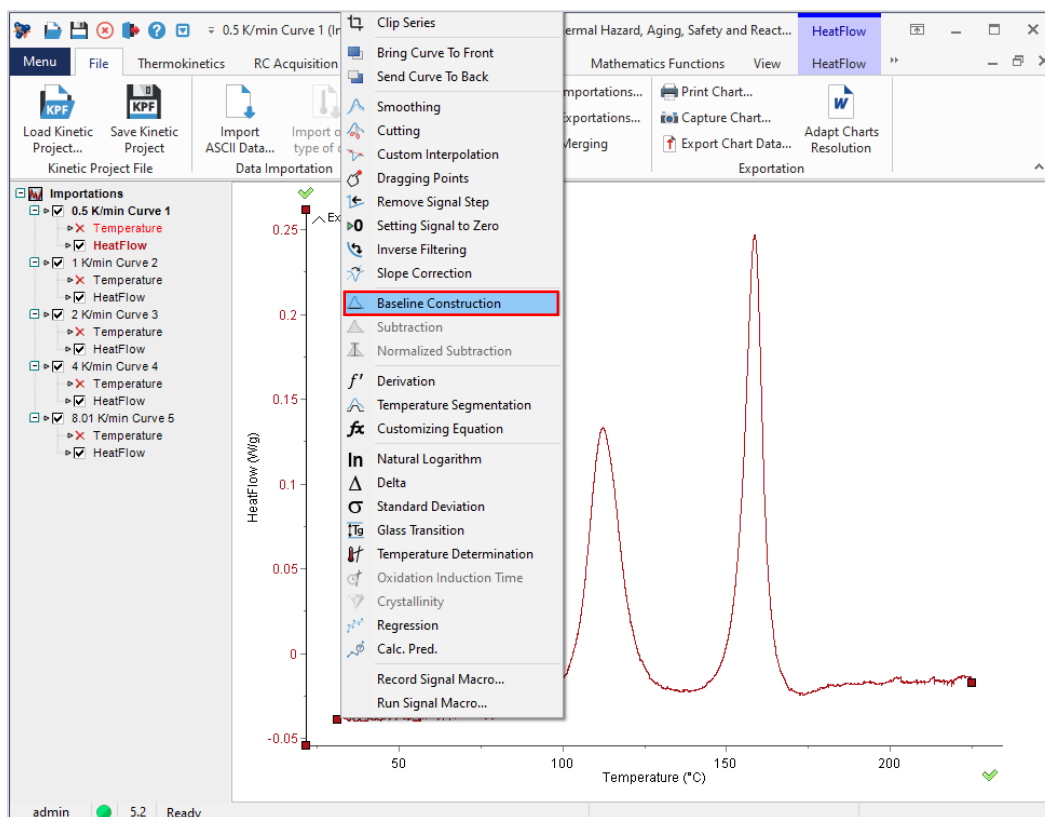 0.5 K/min Curve 1 (In
ermal Hazard, Aging, Safety and React...
HeatFlow
Menu
File
Thermokinetics
RC Acquisition
Mathematics Functions
View
HeatFlow
KPF
Load Kinetic Project...
KPF
Save Kinetic Project
Kinetic Project File
Import ASCII Data...
Import o
type of
Data Importation
mportations...
xportations...
Merging
Print Chart...
Capture Chart...
Export Chart Data...
W
Adapt Charts Resolution
Exportation
Importations
0.5 K/min Curve 1
Temperature
HeatFlow
1 K/min Curve 2
Temperature
HeatFlow
2 K/min Curve 3
Temperature
HeatFlow
4 K/min Curve 4
Temperature
HeatFlow
8.01 K/min Curve 5
Temperature
HeatFlow
Clip Series
Bring Curve To Front
Send Curve To Back
Smoothing
Cutting
Custom Interpolation
Dragging Points
Remove Signal Step
0 Setting Signal to Zero
Inverse Filtering
Slope Correction
Baseline Construction
Subtraction
Normalized Subtraction
f' Derivation
Temperature Segmentation
fx Customizing Equation
ln Natural Logarithm
Δ Delta
σ Standard Deviation
Tg Glass Transition
Temperature Determination
Oxidation Induction Time
Crystallinity
Regression
Calc. Pred.
Record Signal Macro...
Run Signal Macro...
Ex
0.25
0.2
0.15
0.1
0.05
0
-0.05
HeatFlow (W/g)
50
100
150
200
Temperature (°C)
admin
5.2
Ready